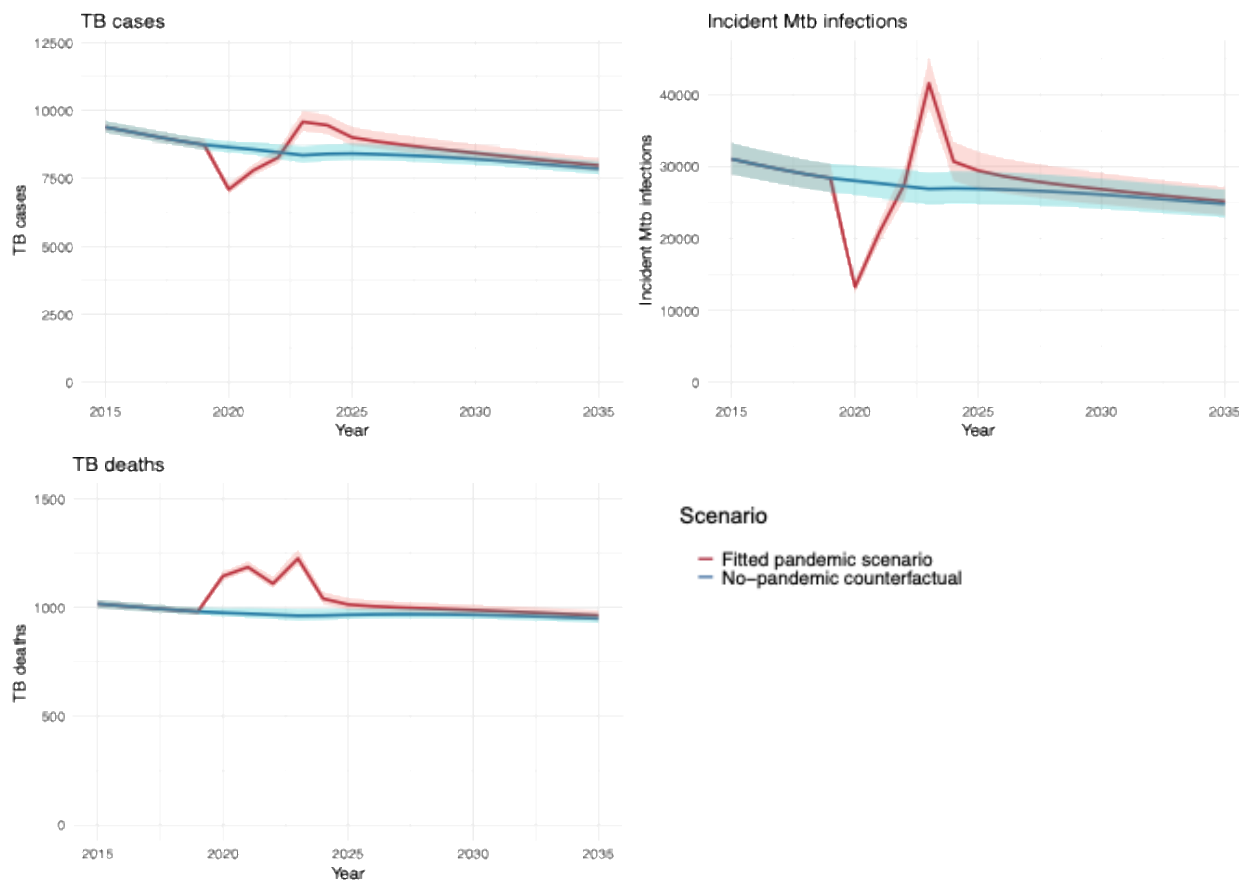 TB cases
12500
10000
7500
5000
2500
0
TB cases
2015
2020
2025
2030
2035
Year
Incident Mtb infections
40000
30000
20000
10000
0
Incident Mtb infections
2015
2020
2025
2030
2035
Year
TB deaths
1500
1000
500
0
TB deaths
2015
2020
2025
2030
2035
Year
Scenario
Fitted pandemic scenario
No-pandemic counterfactual